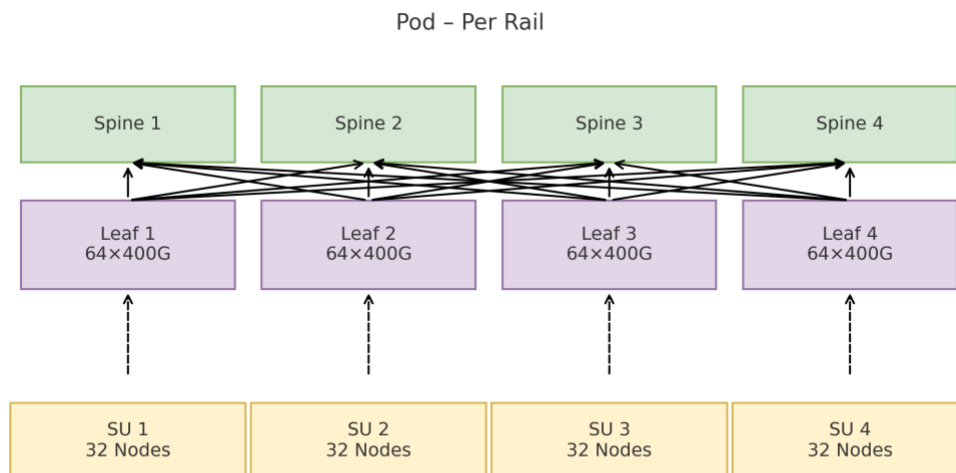 Pod – Per Rail
Spine 1
Spine 2
Spine 3
Spine 4
Leaf 1
64×400G
Leaf 2
64×400G
Leaf 3
64×400G
Leaf 4
64×400G
SU 1
32 Nodes
SU 2
32 Nodes
SU 3
32 Nodes
SU 4
32 Nodes